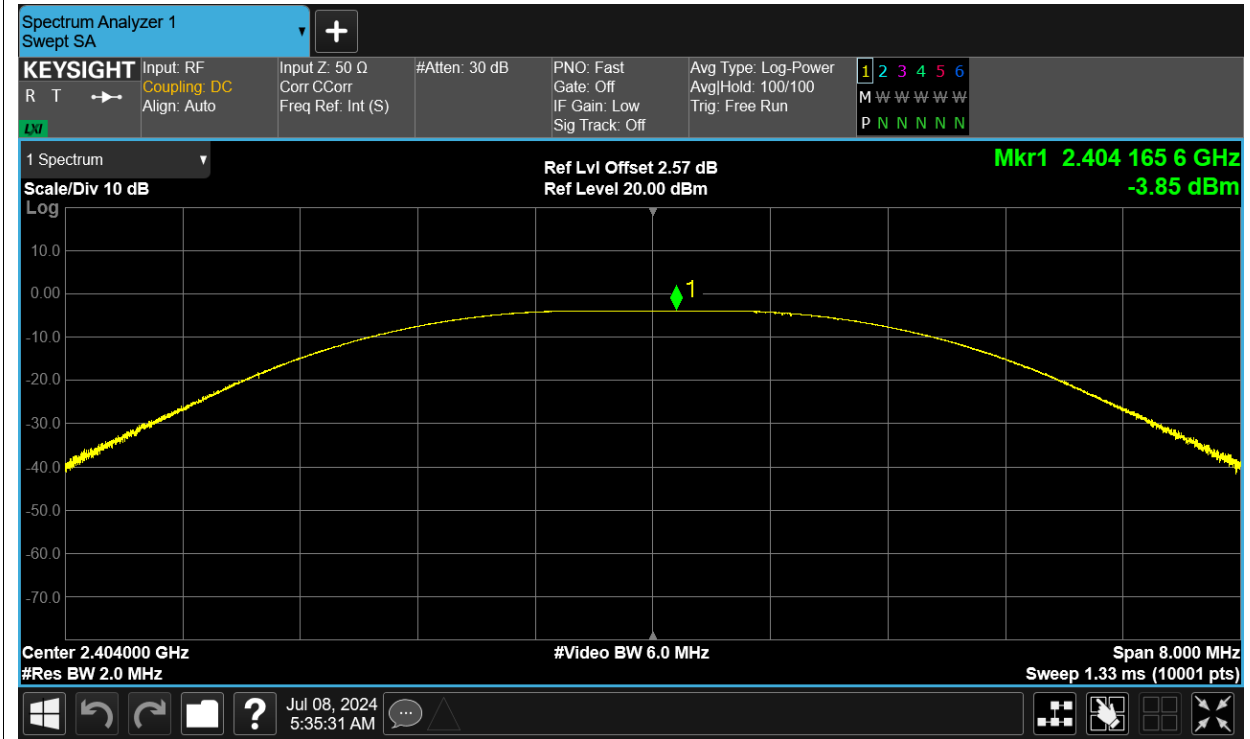 Spectrum Analyzer 1
Swept SA
+
KEYSIGHT
R T
LXI
Input: RF
Coupling: DC
Align: Auto
Input Z: 50 Ω
Corr CCorr
Freq Ref: Int (S)
#Atten: 30 dB
PNO: Fast
Gate: Off
IF Gain: Low
Sig Track: Off
Avg Type: Log-Power
Avg|Hold: 100/100
Trig: Free Run
1 2 3 4 5 6
M W W W W W
P N N N N N
1 Spectrum
Scale/Div 10 dB
Log
Ref Lvl Offset 2.57 dB
Ref Level 20.00 dBm
Mkr1 2.404 165 6 GHz
-3.85 dBm
10.0
0.00
1
-10.0
-20.0
-30.0
-40.0
-50.0
-60.0
-70.0
Center 2.404000 GHz
#Video BW 6.0 MHz
Span 8.000 MHz
#Res BW 2.0 MHz
Sweep 1.33 ms (10001 pts)
?
Jul 08, 2024
5:35:31 AM